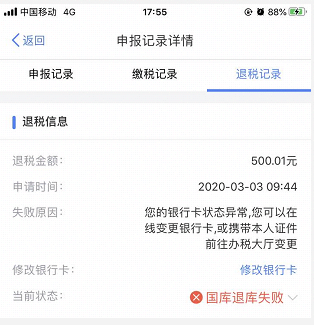 中国移动 4G 17:55 88%
返回 申报记录详情
申报记录 缴税记录 退税记录
退税信息
退税金额： 500.01元
申请时间： 2020-03-03 09:44
失败原因： 您的银行卡状态异常,您可以在
线变更银行卡,或携带本人证件
前往办税大厅变更
修改银行卡： 修改银行卡
当前状态： 国库退库失败